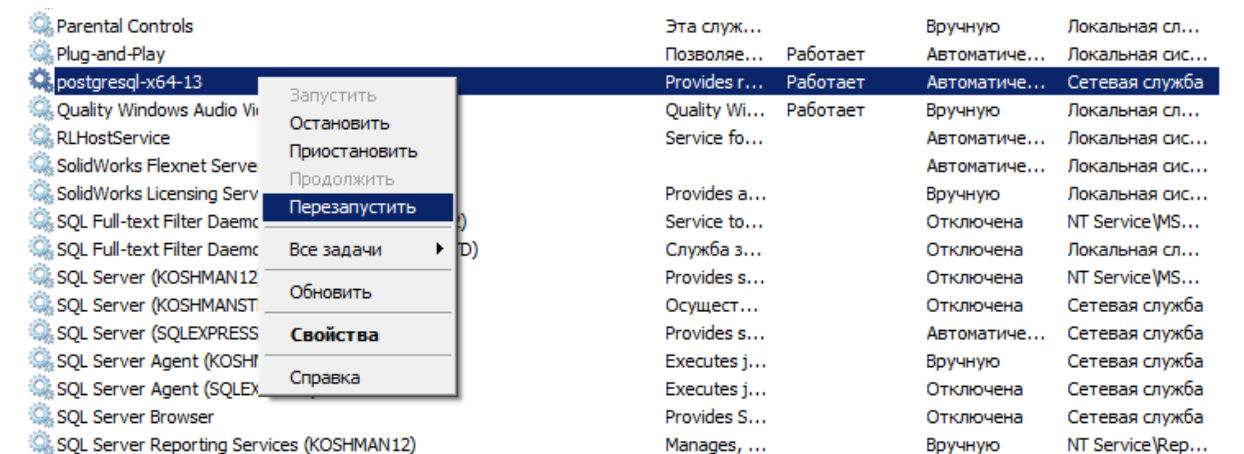 Parental Controls Эта служ... Вручную Локальная сл...
Plug-and-Play Позволяе... Работает Автоматиче... Локальная сис...
postgresql-x64-13 Provides r... Работает Автоматиче... Сетевая служба
Quality Windows Audio Vi Quality Wi... Работает Вручную Локальная сл...
RLHostService Service fo... Автоматиче... Локальная сис...
SolidWorks Flexnet Serve Автоматиче... Локальная сис...
SolidWorks Licensing Serv Provides a... Вручную Локальная сис...
SQL Full-text Filter Daemo 2) Service to... Отключена NT Service\MS...
SQL Full-text Filter Daemo TD) Служба з... Отключена Локальная сл...
SQL Server (KOSHMAN12 Provides s... Отключена NT Service\MS...
SQL Server (KOSHMANST Осущест... Отключена Сетевая служба
SQL Server (SQLEXPRESS Provides s... Автоматиче... Сетевая служба
SQL Server Agent (KOSHM Executes j... Вручную Сетевая служба
SQL Server Agent (SQLEX Executes j... Отключена Сетевая служба
SQL Server Browser Provides S... Отключена Сетевая служба
SQL Server Reporting Services (KOSHMAN12) Manages, ... Вручную NT Service\Rep...
Запустить
Остановить
Приостановить
Продолжить
Перезапустить
Все задачи
Обновить
Свойства
Справка